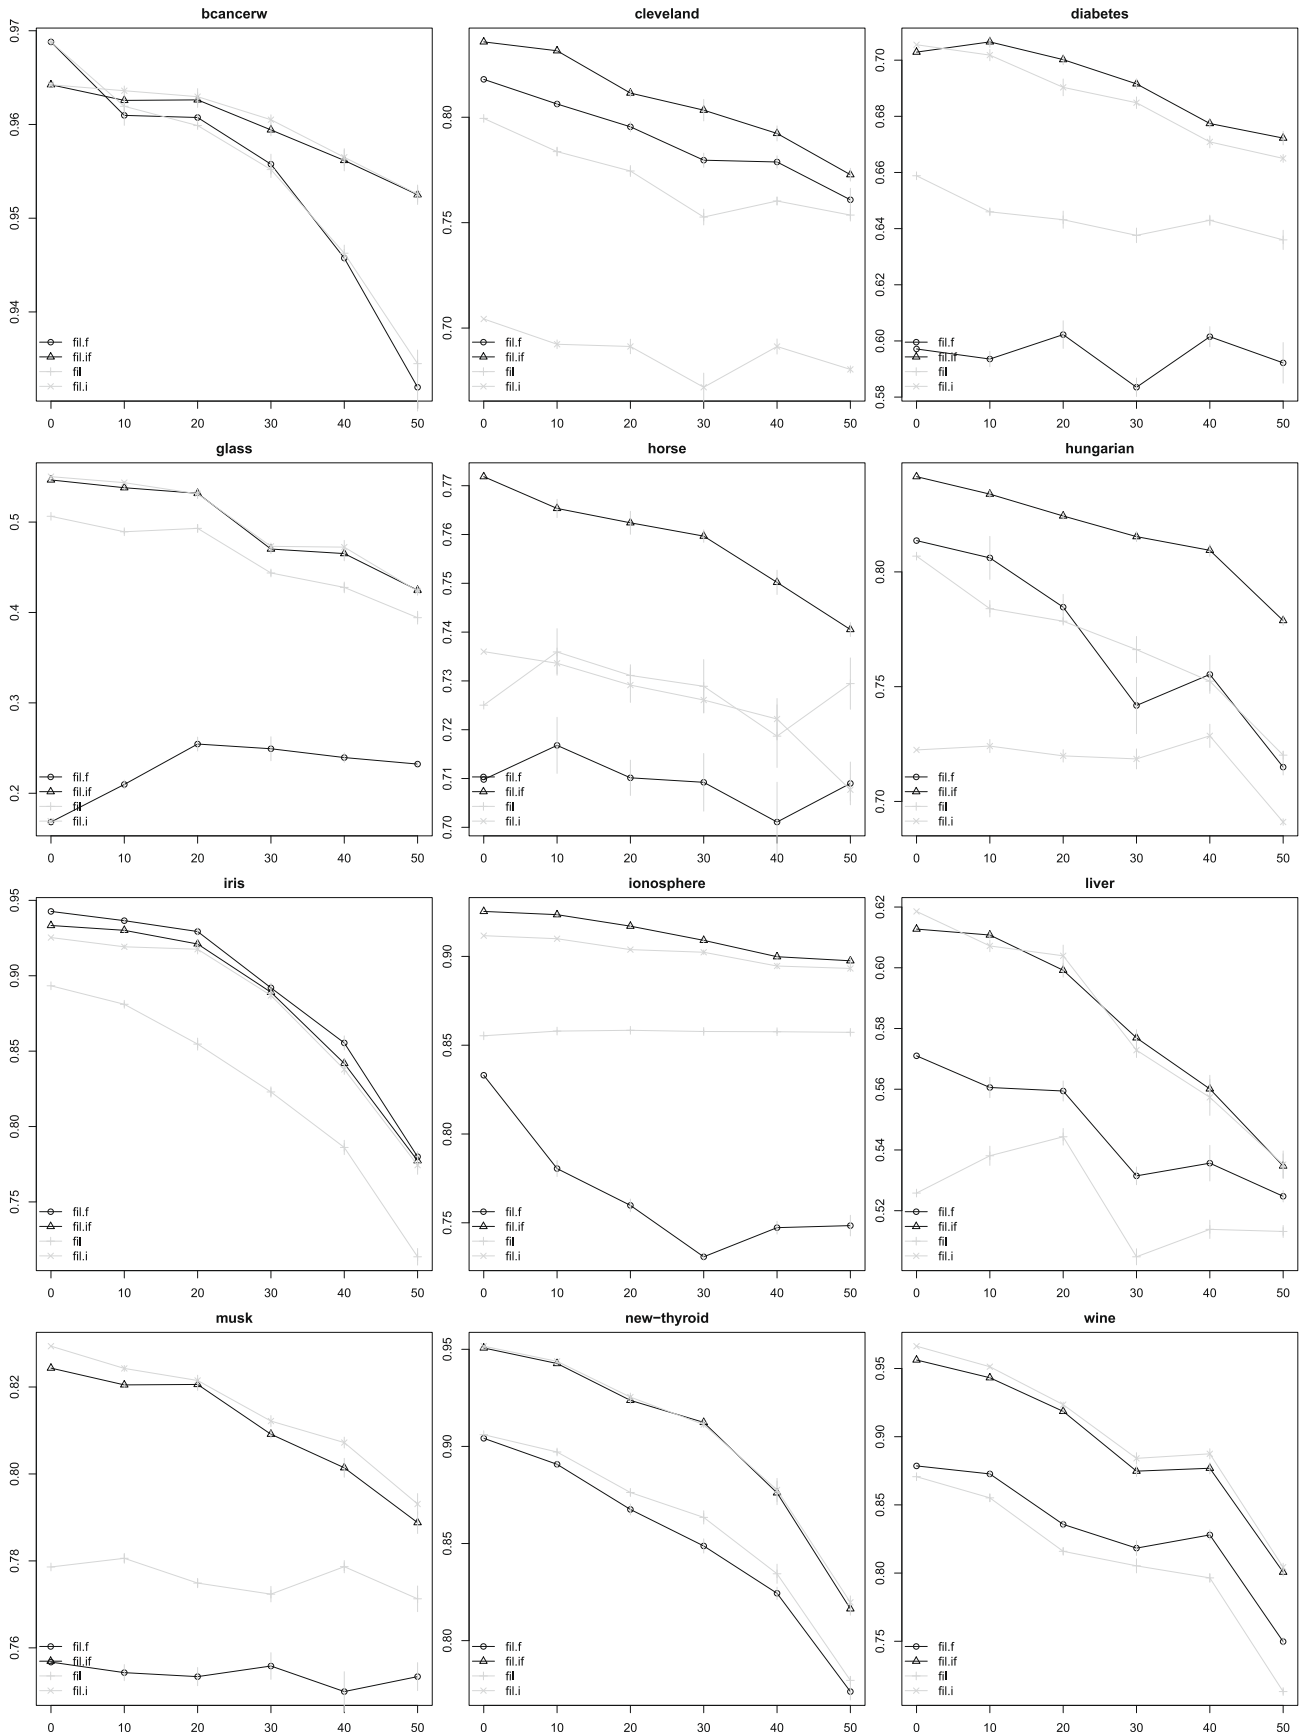 bcancerw
0.97
0.96
0.95
0.94
fil.f
fil.if
fil
fil.i
0 10 20 30 40 50
cleveland
0.80
0.75
0.70
fil.f
fil.if
fil
fil.i
0 10 20 30 40 50
diabetes
0.70
0.68
0.66
0.64
0.62
0.60
0.58
fil.f
fil.if
fil
fil.i
0 10 20 30 40 50
glass
0.5
0.4
0.3
0.2
fil.f
fil.if
fil
fil.i
0 10 20 30 40 50
horse
0.77
0.76
0.75
0.74
0.73
0.72
0.71
0.70
fil.f
fil.if
fil
fil.i
0 10 20 30 40 50
hungarian
0.80
0.75
0.70
fil.f
fil.if
fil
fil.i
0 10 20 30 40 50
iris
0.95
0.90
0.85
0.80
0.75
fil.f
fil.if
fil
fil.i
0 10 20 30 40 50
ionosphere
0.90
0.85
0.80
0.75
fil.f
fil.if
fil
fil.i
0 10 20 30 40 50
liver
0.62
0.60
0.58
0.56
0.54
0.52
fil.f
fil.if
fil
fil.i
0 10 20 30 40 50
musk
0.82
0.80
0.78
0.76
fil.f
fil.if
fil
fil.i
0 10 20 30 40 50
new−thyroid
0.95
0.90
0.85
0.80
fil.f
fil.if
fil
fil.i
0 10 20 30 40 50
wine
0.95
0.90
0.85
0.80
0.75
fil.f
fil.if
fil
fil.i
0 10 20 30 40 50